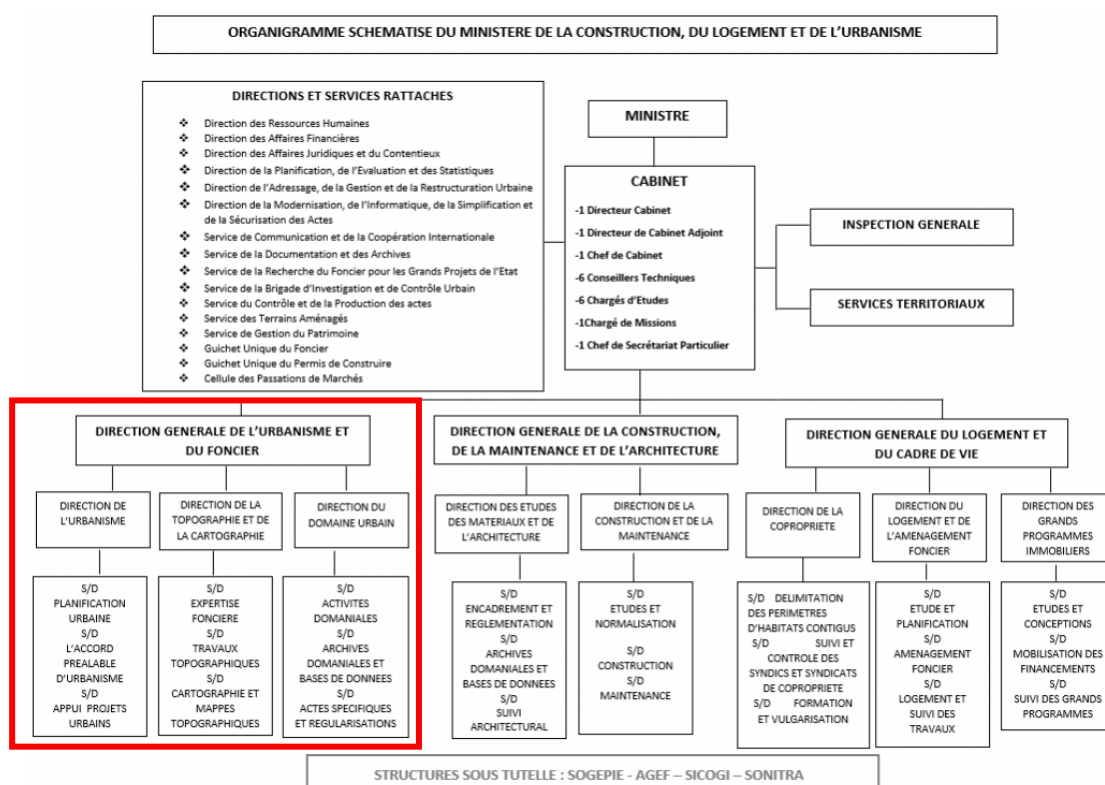 ORGANIGRAMME SCHEMATISE DU MINISTERE DE LA CONSTRUCTION, DU LOGEMENT ET DE L'URBANISME
DIRECTIONS ET SERVICES RATTACHES
❖ Direction des Ressources Humaines
❖ Direction des Affaires Financières
❖ Direction des Affaires Juridiques et du Contentieux
❖ Direction de la Planification, de l'Evaluation et des Statistiques
❖ Direction de l'Adressage, de la Gestion et de la Restructuration Urbaine
❖ Direction de la Modernisation, de l'Informatique, de la Simplification et
de la Sécurisation des Actes
❖ Service de Communication et de la Coopération Internationale
❖ Service de la Documentation et des Archives
❖ Service de la Recherche du Foncier pour les Grands Projets de l'Etat
❖ Service de la Brigade d'Investigation et de Contrôle Urbain
❖ Service du Contrôle et de la Production des actes
❖ Service des Terrains Aménagés
❖ Service de Gestion du Patrimoine
❖ Guichet Unique du Foncier
❖ Guichet Unique du Permis de Construire
❖ Cellule des Passations de Marchés
MINISTRE
CABINET
-1 Directeur Cabinet
-1 Directeur de Cabinet Adjoint
-1 Chef de Cabinet
-6 Conseillers Techniques
-6 Chargés d'Etudes
-1Chargé de Missions
-1 Chef de Secrétariat Particulier
INSPECTION GENERALE
SERVICES TERRITORIAUX
DIRECTION GENERALE DE L'URBANISME ET
DU FONCIER
DIRECTION DE
L'URBANISME
DIRECTION DE LA
TOPOGRAPHIE ET DE
LA CARTOGRAPHIE
DIRECTION DU
DOMAINE URBAIN
S/D
PLANIFICATION
URBAINE
S/D
L'ACCORD
PREALABLE
D'URBANISME
S/D
APPUI PROJETS
URBAINS
S/D
EXPERTISE
FONCIERE
S/D
TRAVAUX
TOPOGRAPHIQUES
S/D
CARTOGRAPHIE ET
MAPPES
TOPOGRAPHIQUES
S/D
ACTIVITES
DOMANIALES
S/D
ARCHIVES
DOMANIALES ET
BASES DE DONNEES
S/D
ACTES SPECIFIQUES
ET REGULARISATIONS
DIRECTION GENERALE DE LA CONSTRUCTION,
DE LA MAINTENANCE ET DE L'ARCHITECTURE
DIRECTION DES ETUDES
DES MATERIAUX ET DE
L'ARCHITECTURE
DIRECTION DE LA
CONSTRUCTION ET DE LA
MAINTENANCE
S/D
ENCADREMENT ET
REGLEMENTATION
S/D
ARCHIVES
DOMANIALES ET
BASES DE DONNEES
S/D
SUIVI
ARCHITECTURAL
S/D
ETUDES ET
NORMALISATION
S/D
CONSTRUCTION
S/D
MAINTENANCE
DIRECTION GENERALE DU LOGEMENT ET
DU CADRE DE VIE
DIRECTION DE LA
COPROPRIETE
DIRECTION DU
LOGEMENT ET DE
L'AMENAGEMENT
FONCIER
DIRECTION DES
GRANDS
PROGRAMMES
IMMOBILIERS
S/D DELIMITATION
DES PERIMETRES
D'HABITATS CONTIGUS
S/D SUIVI ET
CONTROLE DES
SYNDICS ET SYNDICATS
DE COPROPRIETE
S/D FORMATION
ET VULGARISATION
S/D
ETUDE ET
PLANIFICATION
S/D
AMENAGEMENT
FONCIER
S/D
LOGEMENT ET
SUIVI DES
TRAVAUX
S/D
ETUDES ET
CONCEPTIONS
S/D
MOBILISATION DES
FINANCEMENTS
S/D
SUIVI DES GRANDS
PROGRAMMES
STRUCTURES SOUS TUTELLE : SOGEPIE - AGEF – SICOGI – SONITRA